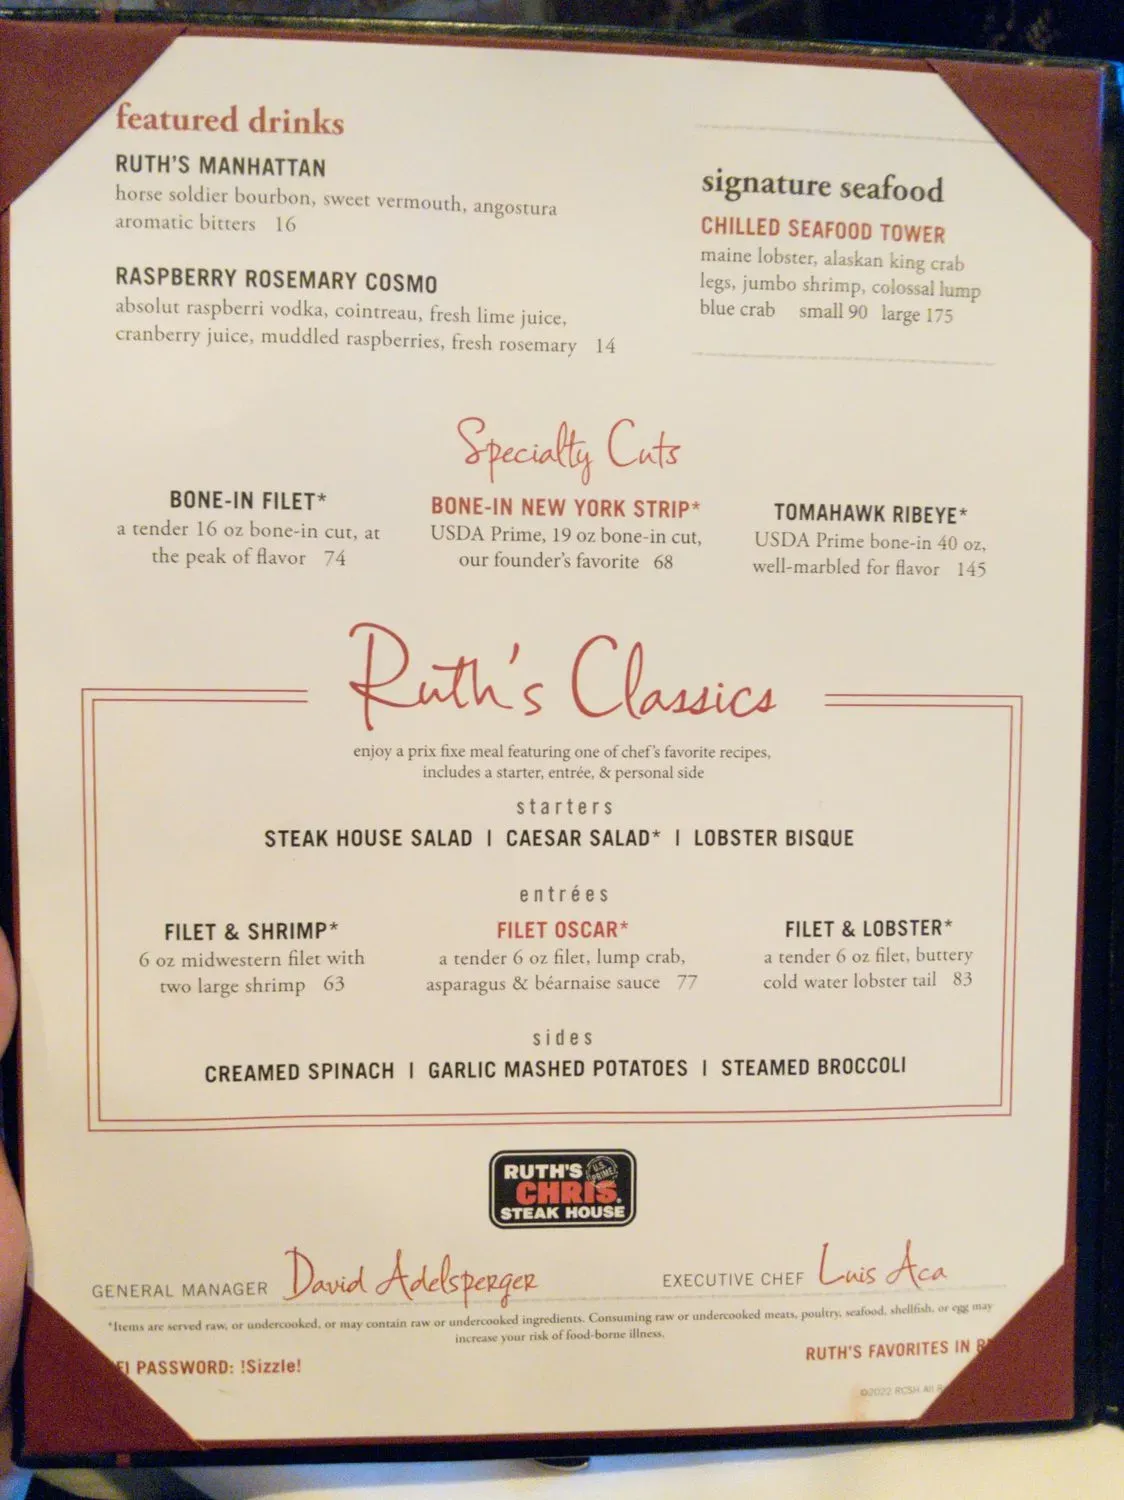 featured drinks
RUTH'S MANHATTAN
horse soldier bourbon, sweet vermouth, angostura
aromatic bitters 16
RASPBERRY ROSEMARY COSMO
absolut raspberri vodka, cointreau, fresh lime juice,
cranberry juice, muddled raspberries, fresh rosemary 14
signature seafood
CHILLED SEAFOOD TOWER
maine lobster, alaskan king crab
legs, jumbo shrimp, colossal lump
blue crab small 90 large 175
Specialty Cuts
BONE-IN FILET*
a tender 16 oz bone-in cut, at
the peak of flavor 74
BONE-IN NEW YORK STRIP*
USDA Prime, 19 oz bone-in cut,
our founder's favorite 68
TOMAHAWK RIBEYE*
USDA Prime bone-in 40 oz,
well-marbled for flavor 145
Ruth's Classics
enjoy a prix fixe meal featuring one of chef's favorite recipes,
includes a starter, entrée, & personal side
starters
STEAK HOUSE SALAD | CAESAR SALAD* | LOBSTER BISQUE
entrées
FILET & SHRIMP*
6 oz midwestern filet with
two large shrimp 63
FILET OSCAR*
a tender 6 oz filet, lump crab,
asparagus & béarnaise sauce 77
FILET & LOBSTER*
a tender 6 oz filet, buttery
cold water lobster tail 83
sides
CREAMED SPINACH | GARLIC MASHED POTATOES | STEAMED BROCCOLI
RUTH'S
U.S. PRIME
CHRIS.
STEAK HOUSE
GENERAL MANAGER David Adelsperger
EXECUTIVE CHEF Luis Aca
*Items are served raw, or undercooked, or may contain raw or undercooked ingredients. Consuming raw or undercooked meats, poultry, seafood, shellfish, or egg may
increase your risk of food-borne illness.
FI PASSWORD: !Sizzle!
RUTH'S FAVORITES IN
©2022 RCSH All